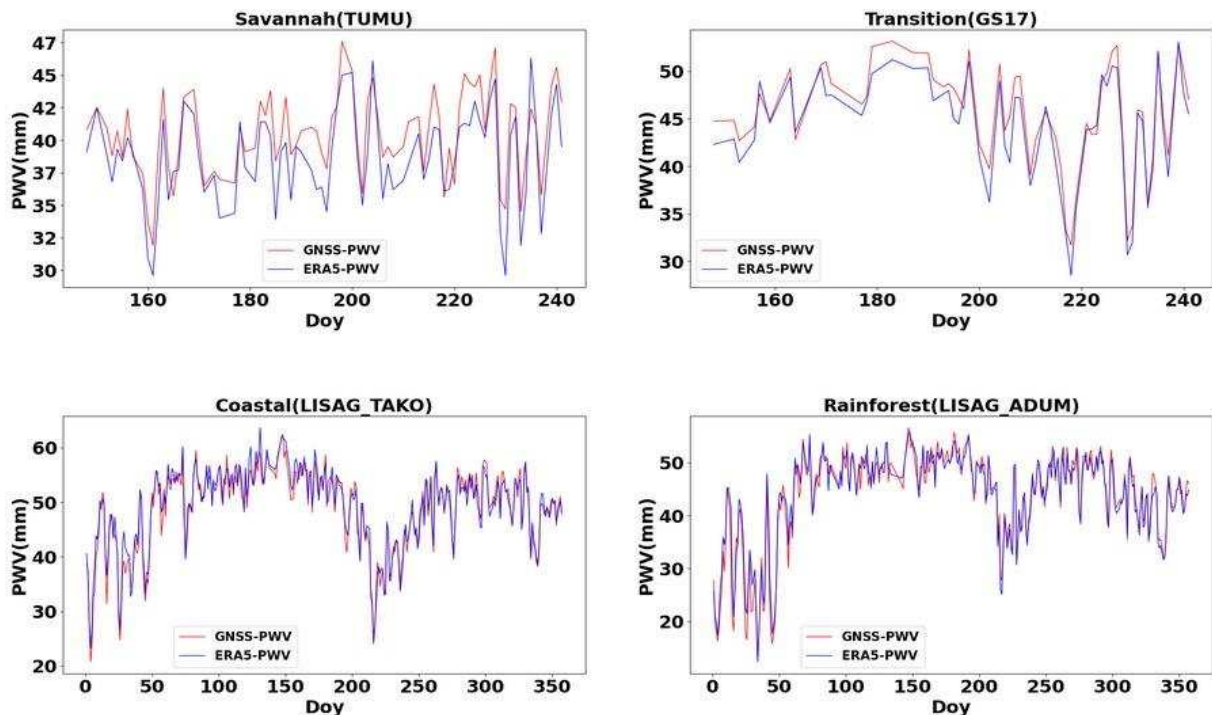 Savannah(TUMU)
PWV(mm)
47
45
42
40
37
35
32
30
GNSS-PWV
ERA5-PWV
160 180 200 220 240
Doy
Transition(GS17)
PWV(mm)
50
45
40
35
30
GNSS-PWV
ERA5-PWV
160 180 200 220 240
Doy
Coastal(LISAG_TAKO)
PWV(mm)
60
50
40
30
20
GNSS-PWV
ERA5-PWV
0 50 100 150 200 250 300 350
Doy
Rainforest(LISAG_ADUM)
PWV(mm)
50
40
30
20
GNSS-PWV
ERA5-PWV
0 50 100 150 200 250 300 350
Doy